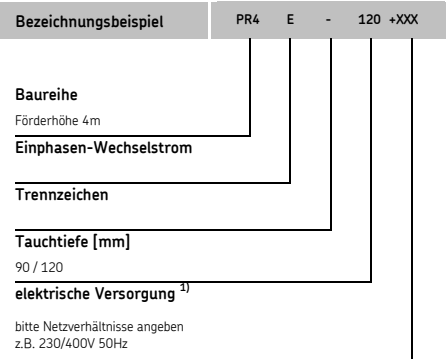 Bezeichnungsbeispiel PR4 E - 120 +XXX
Baureihe
Förderhöhe 4m
Einphasen-Wechselstrom
Trennzeichen
Tauchtiefe [mm]
90 / 120
elektrische Versorgung 1)
bitte Netzverhältnisse angeben
z.B. 230/400V 50Hz